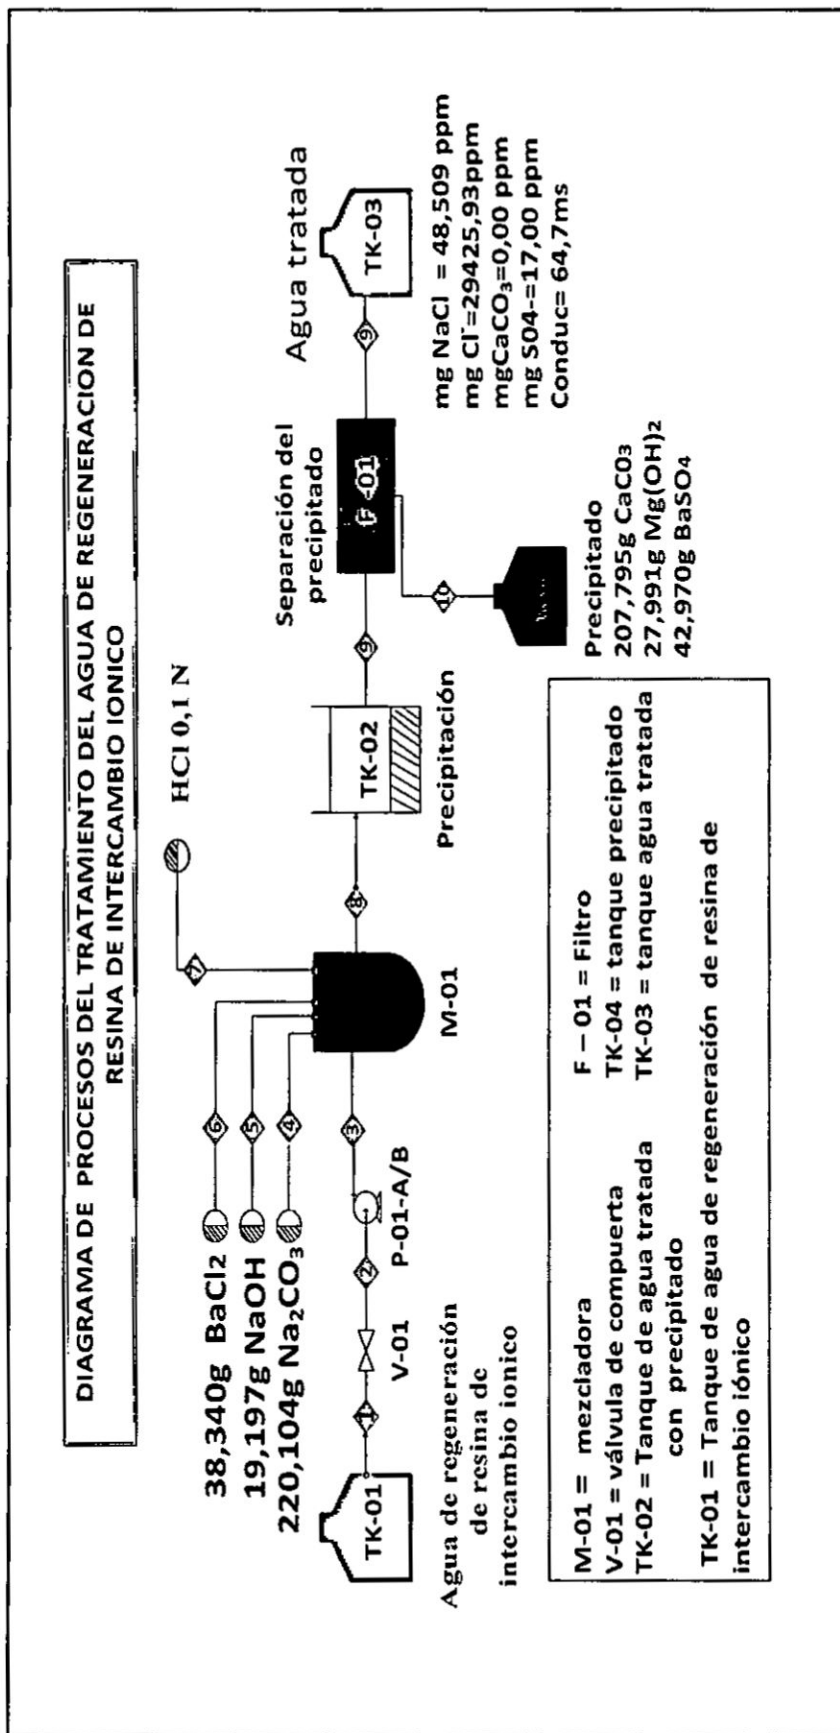 DIAGRAMA DE PROCESOS DEL TRATAMIENTO DEL AGUA DE REGENERACION DE
RESINA DE INTERCAMBIO IONICO
38,340g BaCl₂
19,197g NaOH
220,104g Na₂CO₃
6
5
4
7
HCl 0,1 N
TK-01
1
V-01
2
P-01-A/B
3
M-01
8
TK-02
Precipitación
9
Separación del
precipitado
F -01
9
Agua tratada
TK-03
10
Agua de regeneración
de resina de
intercambio ionico
mg NaCl = 48,509 ppm
mg Cl⁻=29425,93ppm
mgCaCO₃=0,00 ppm
mg S04-=17,00 ppm
Conduc= 64,7ms
Precipitado
207,795g CaC0₃
27,991g Mg(OH)₂
42,970g BaSO₄
M-01 = mezcladora
V-01 = válvula de compuerta
TK-02 = Tanque de agua tratada
con precipitado
F – 01 = Filtro
TK-04 = tanque precipitado
TK-03 = tanque agua tratada
TK-01 = Tanque de agua de regeneración de resina de
intercambio iónico